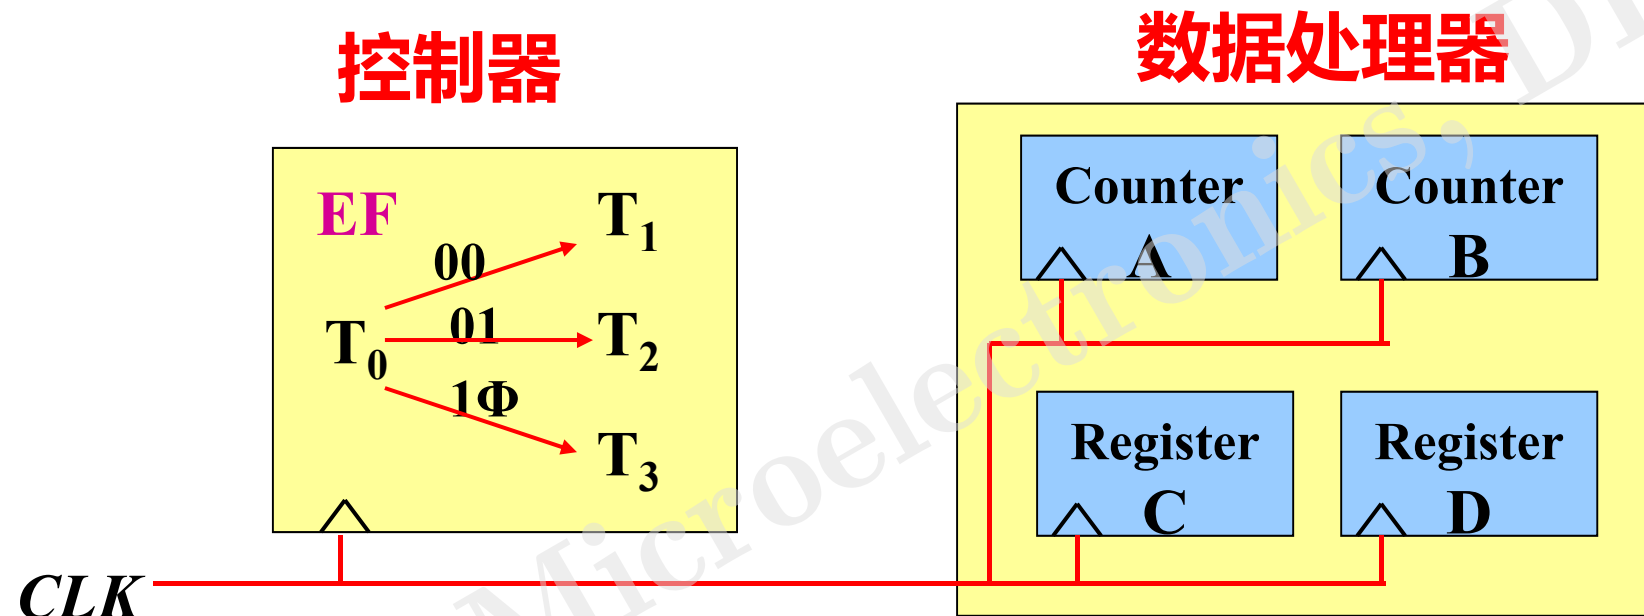 控制器
数据处理器
EF
00
01
1Φ
T₀
T₁
T₂
T₃
Counter
A
Counter
B
Register
C
Register
D
CLK
Microelectronics, D